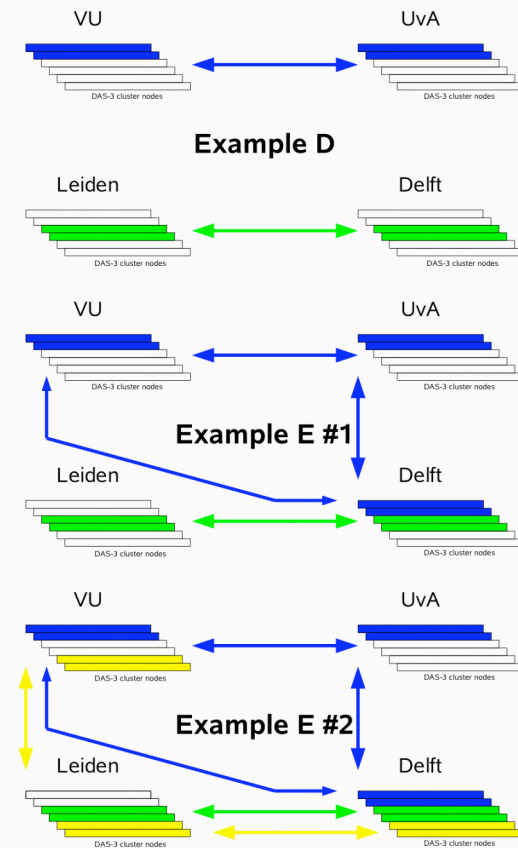 VU UvA
DAS-3 cluster nodes DAS-3 cluster nodes
Example D
Leiden Delft
DAS-3 cluster nodes DAS-3 cluster nodes
VU UvA
DAS-3 cluster nodes DAS-3 cluster nodes
Example E #1
Leiden Delft
DAS-3 cluster nodes DAS-3 cluster nodes
VU UvA
DAS-3 cluster nodes DAS-3 cluster nodes
Example E #2
Leiden Delft
DAS-3 cluster nodes DAS-3 cluster nodes